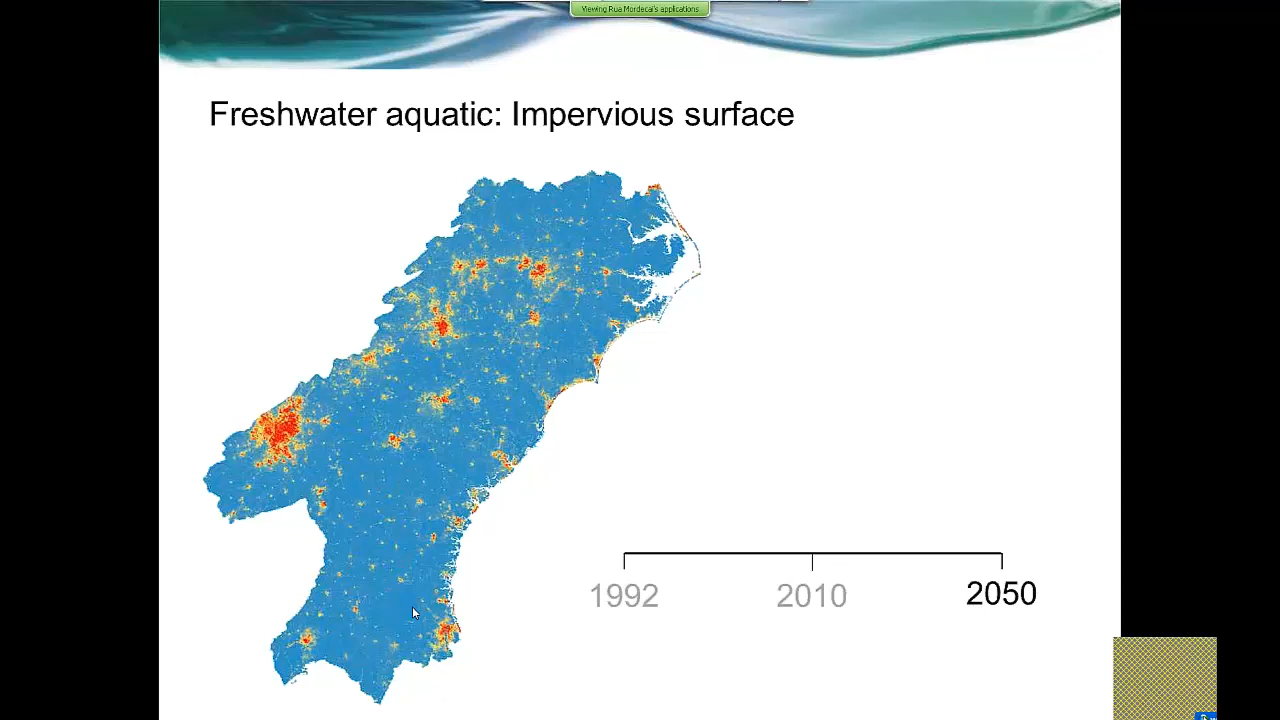 Viewing Rua Mordecai's applications
Freshwater aquatic: Impervious surface
1992 2010 2050